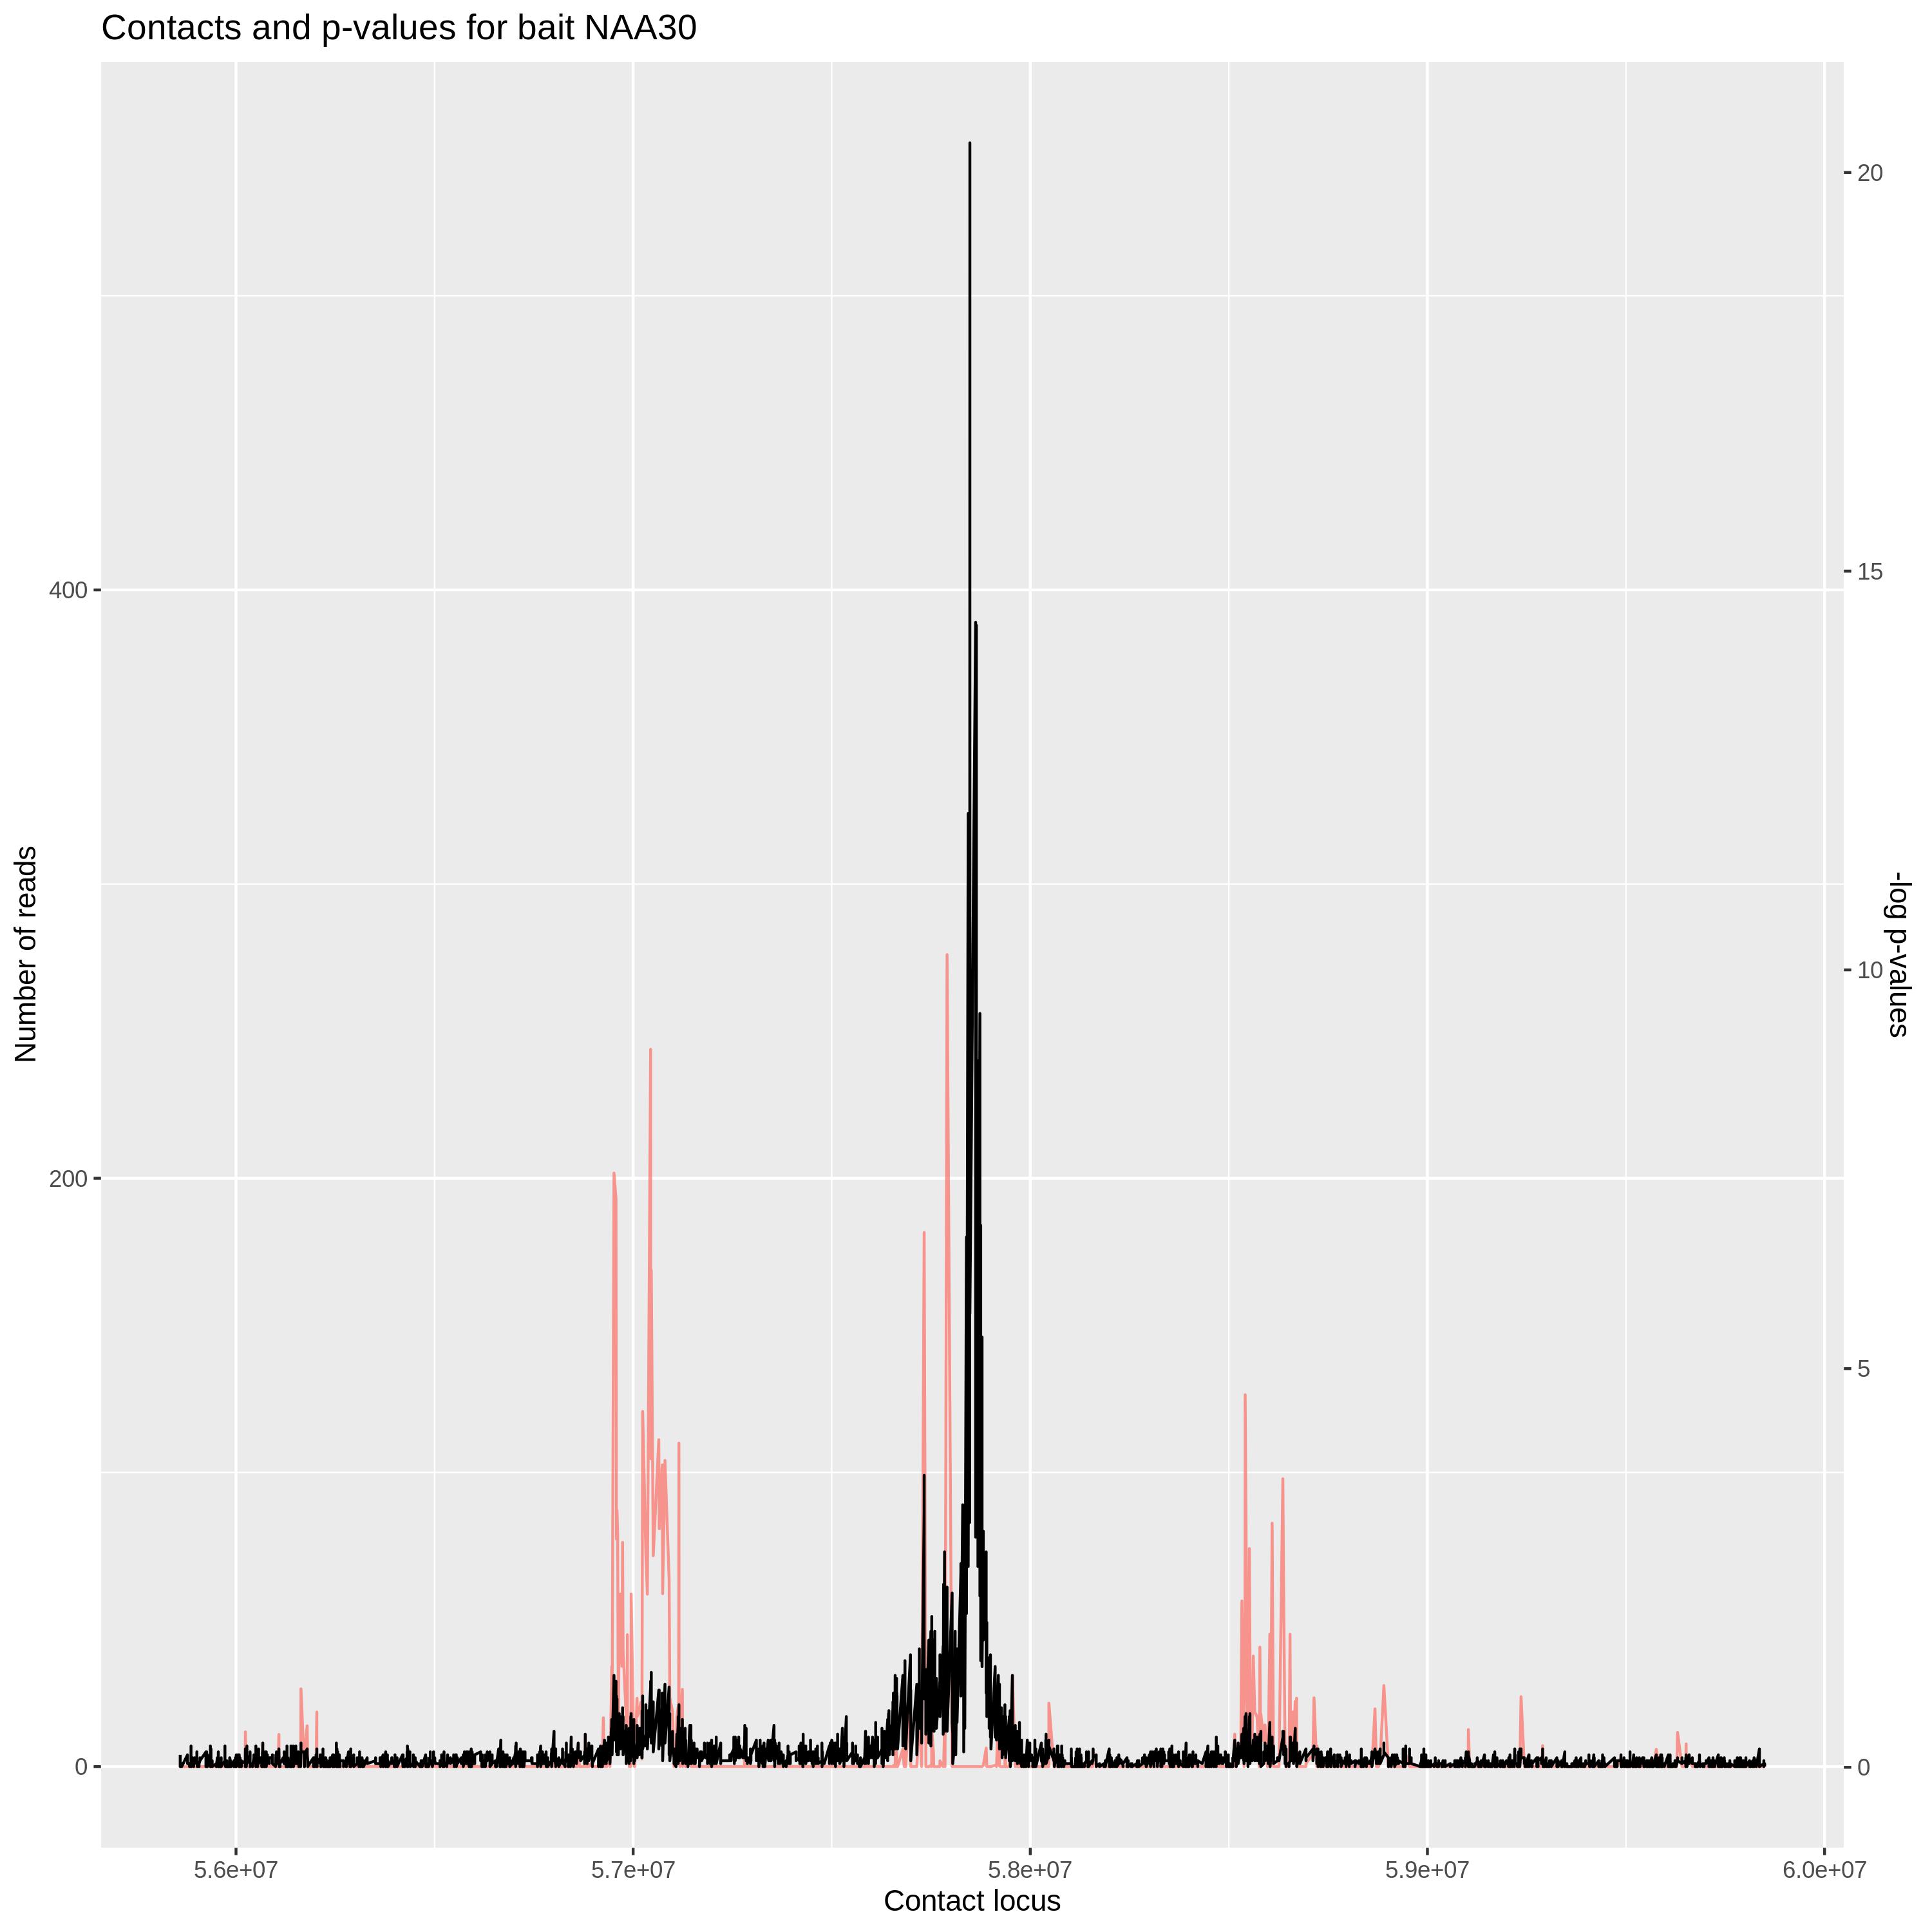 Contacts and p-values for bait NAA30
Number of reads
400
200
0
20
15
10
5
0
-log p-values
5.6e+07 5.7e+07 5.8e+07 5.9e+07 6.0e+07
Contact locus